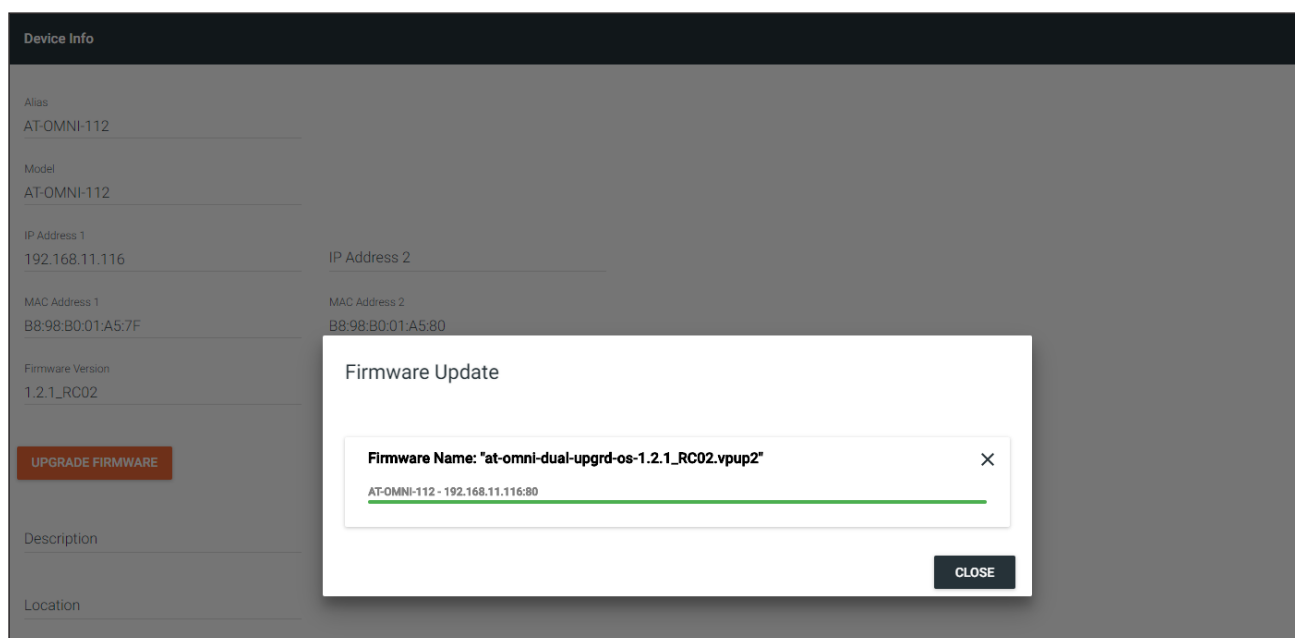 Device Info
Alias
AT-OMNI-112
Model
AT-OMNI-112
IP Address 1
192.168.11.116
IP Address 2
MAC Address 1
B8:98:B0:01:A5:7F
MAC Address 2
B8:98:B0:01:A5:80
Firmware Version
1.2.1_RC02
UPGRADE FIRMWARE
Description
Location
Firmware Update
Firmware Name: "at-omni-dual-upgrd-os-1.2.1_RC02.vpup2"
AT-OMNI-112 - 192.168.11.116:80
CLOSE